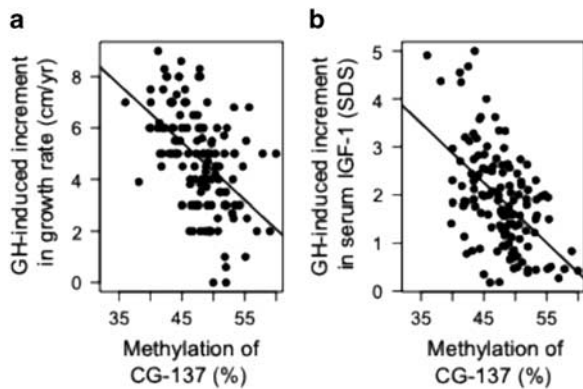 a
GH-induced increment
in growth rate (cm/yr)
8
6
4
2
0
35 45 55
Methylation of
CG-137 (%)
b
GH-induced increment
in serum IGF-1 (SDS)
5
4
3
2
1
0
35 45 55
Methylation of
CG-137 (%)